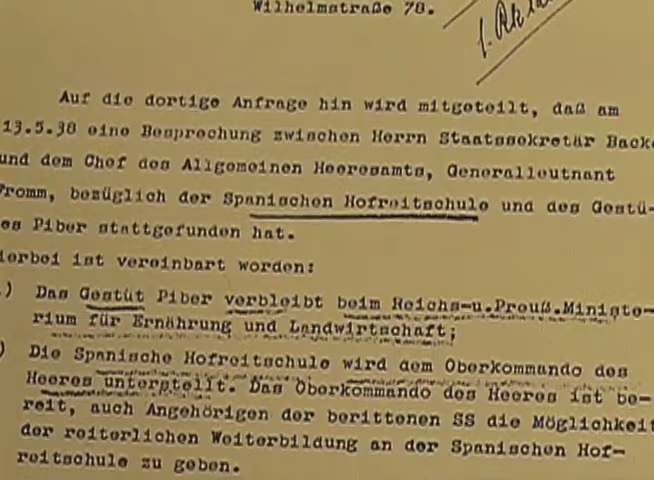 Wilhelmstraße 78.
Auf die dortige Anfrage hin wird mitgeteilt, daß am
13.5.38 eine Besprechung zwischen Herrn Staatssekretär Backe
und dem Chef des Allgemeinen Heeresamts, Generalleutnant
Fromm, bezüglich der Spanischen Hofreitschule und des Gestü-
es Piber stattgefunden hat.
ierbei ist vereinbart worden:
) Das Gestüt Piber verbleibt beim Reichs-u.Preuß.Ministe-
rium für Ernährung und Landwirtschaft;
) Die Spanische Hofreitschule wird dem Oberkommando des
Heeres unterstellt. Das Oberkommando des Heeres ist be-
reit, auch Angehörigen der berittenen SS die Möglichkeit
der reiterlichen Weiterbildung an der Spanischen Hof-
reitschule zu geben.